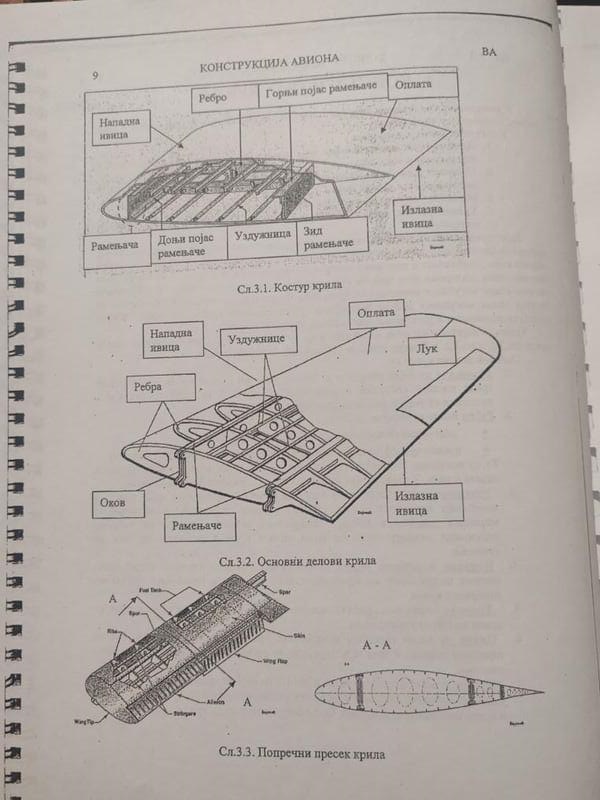 9
КОНСТРУКЦИЈА АВИОНА
ВА
Ребро
Горњи појас рамењаче
Оплата
Нападна
ивица
Рамењача
Доњи појас
рамењаче
Уздужница
Зид
рамењаче
Излазна
ивица
Сл.3.1. Костур крила
Оплата
Нападна
ивица
Уздужнице
Лук
Ребра
Оков
Рамењаче
Излазна
ивица
Сл.3.2. Основни делови крила
A
Fuel Tank
Spar
Spar
Ribs
Skin
Wing Flap
Aileron
A
Stringers
Wing Tip
A - A
Сл.3.3. Попречни пресек крила